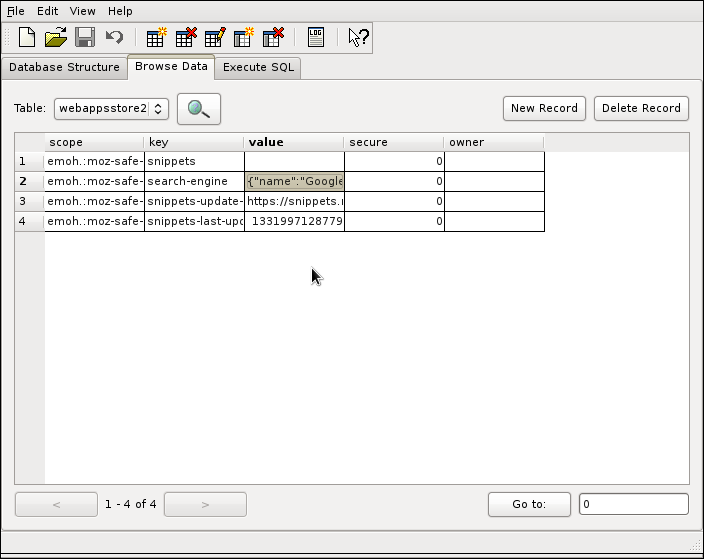 File Edit View Help
LOG
Database Structure Browse Data Execute SQL
Table: webappsstore2 New Record Delete Record
scope key value secure owner
1 emoh.:moz-safe- snippets 0
2 emoh.:moz-safe- search-engine {"name":"Google 0
3 emoh.:moz-safe- snippets-update- https://snippets. 0
4 emoh.:moz-safe- snippets-last-upd 1331997128779 0
< 1 - 4 of 4 > Go to: 0